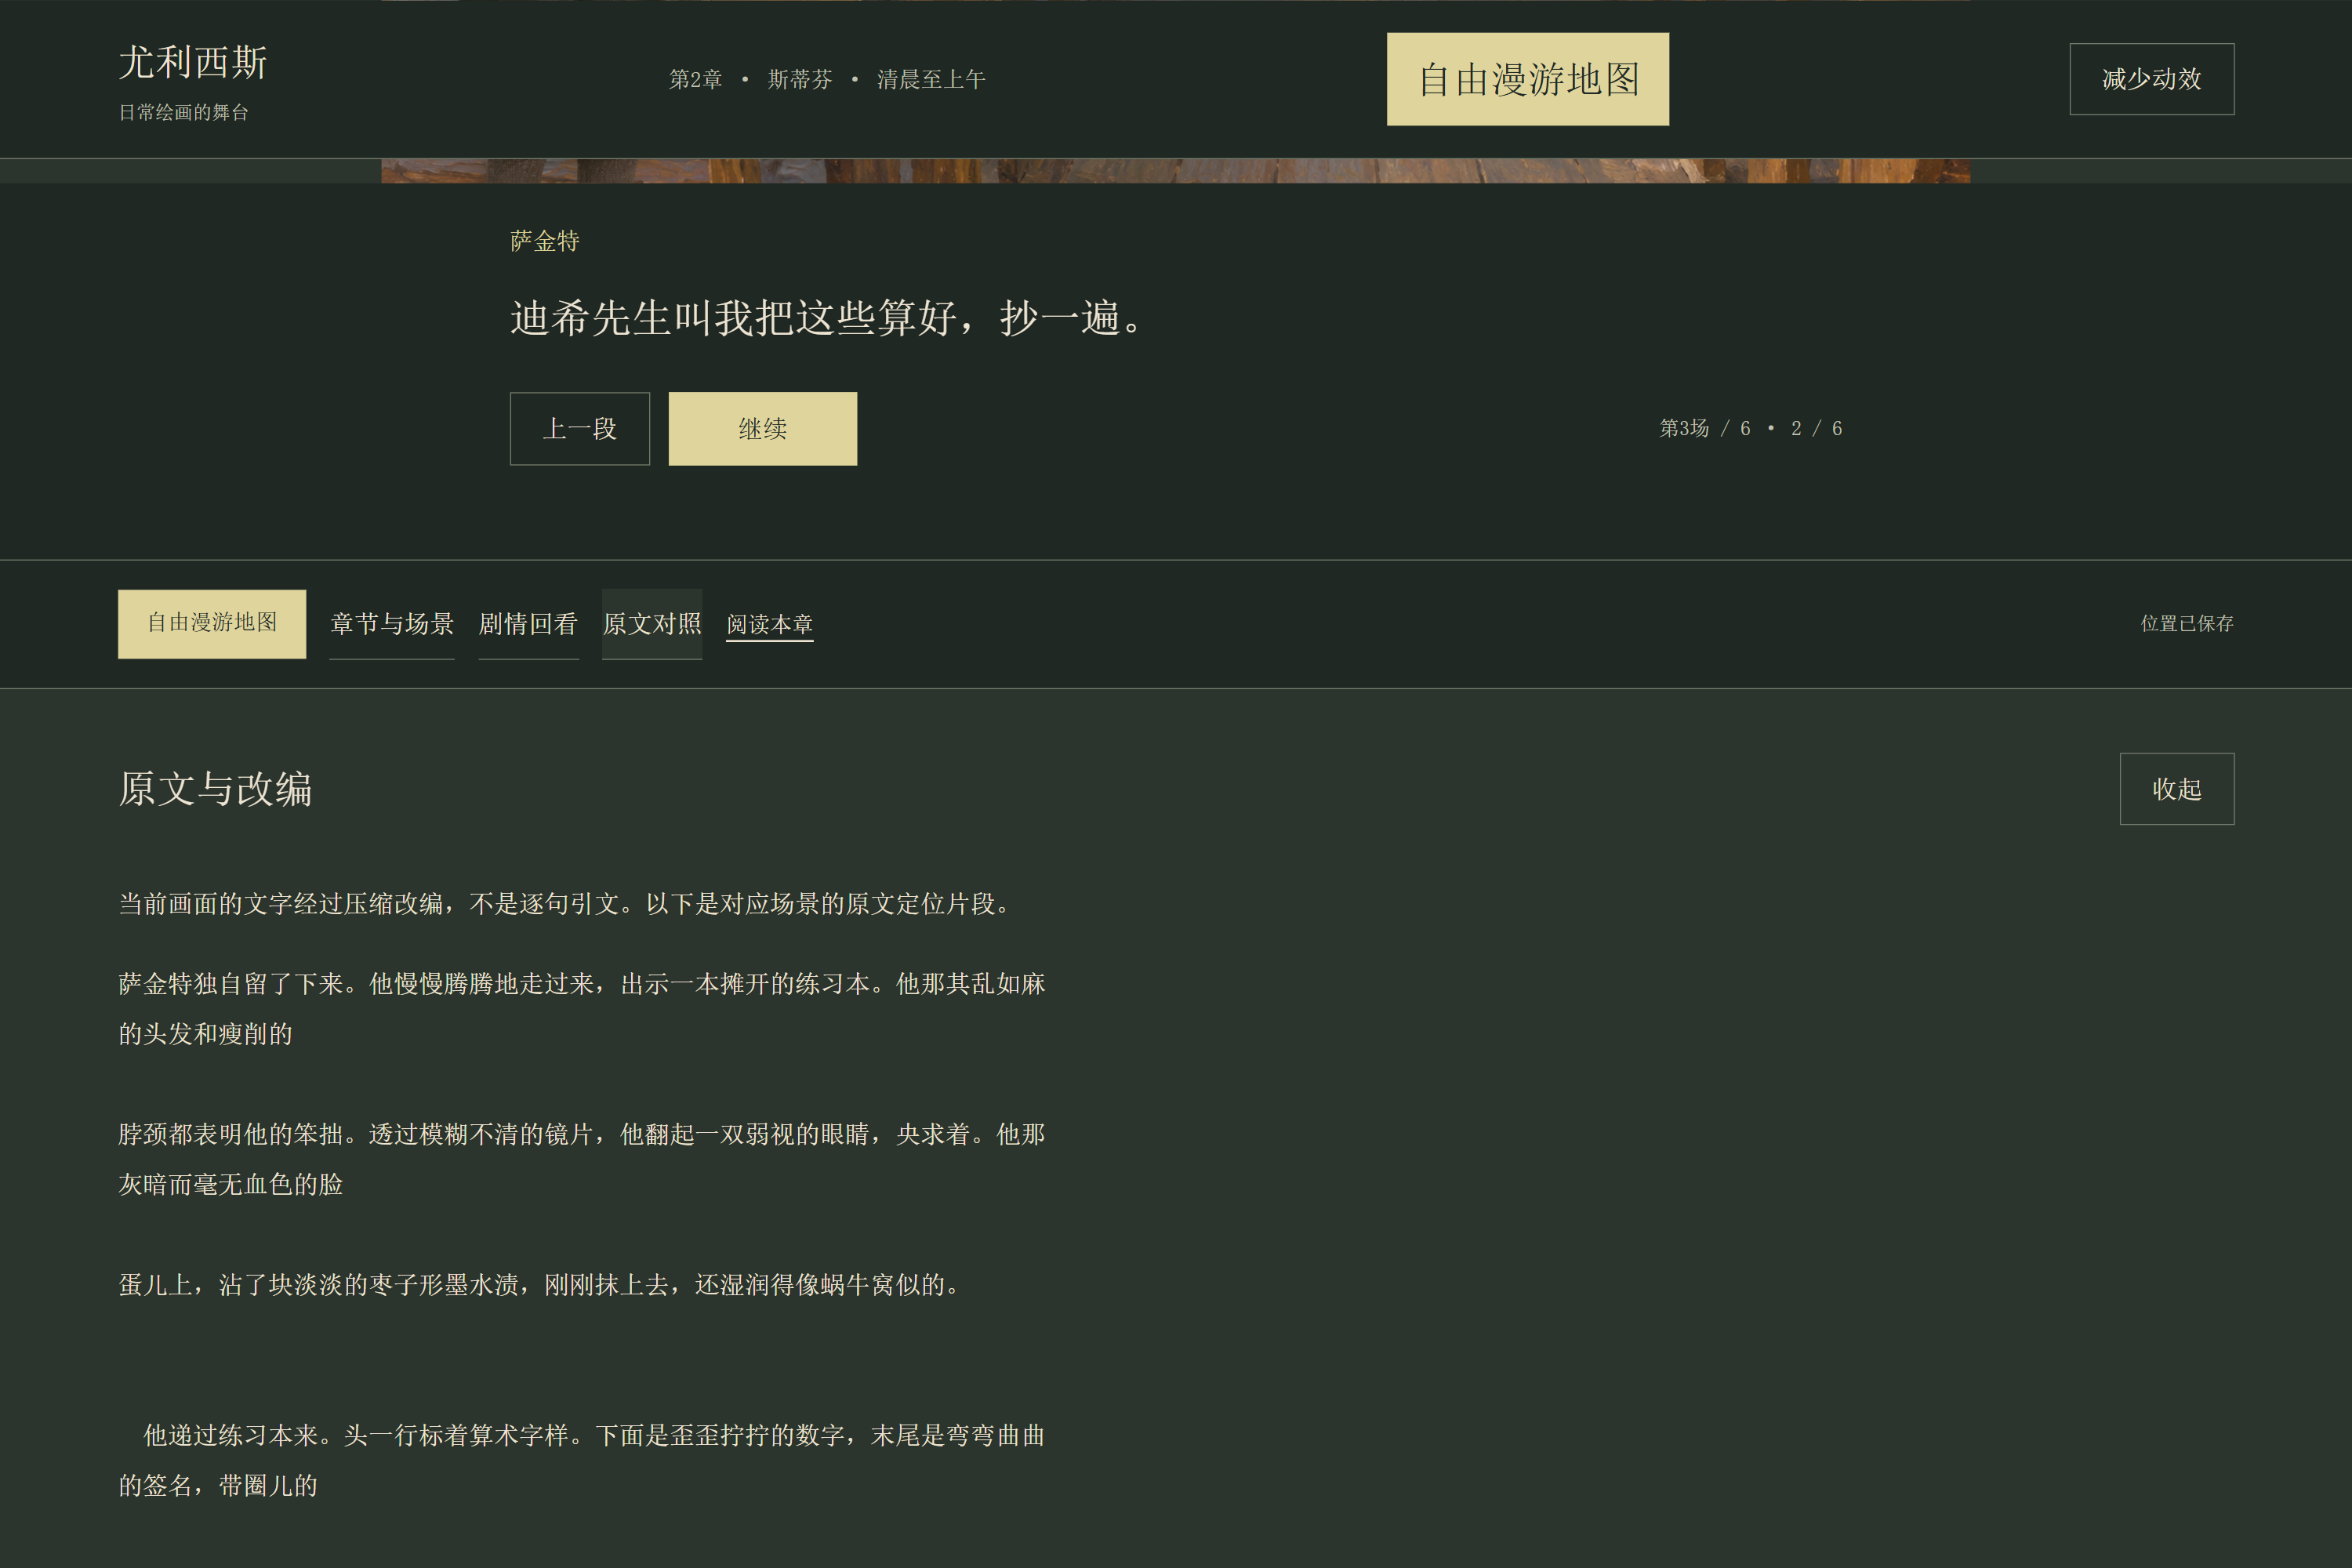 尤利西斯
日常绘画的舞台
第2章 • 斯蒂芬 • 清晨至上午
自由漫游地图
减少动效
萨金特
迪希先生叫我把这些算好，抄一遍。
上一段
继续
第3场 / 6 • 2 / 6
自由漫游地图
章节与场景
剧情回看
原文对照
阅读本章
位置已保存
原文与改编
收起
当前画面的文字经过压缩改编，不是逐句引文。以下是对应场景的原文定位片段。
萨金特独自留了下来。他慢慢腾腾地走过来，出示一本摊开的练习本。他那其乱如麻
的头发和瘦削的
脖颈都表明他的笨拙。透过模糊不清的镜片，他翻起一双弱视的眼睛，央求着。他那
灰暗而毫无血色的脸
蛋儿上，沾了块淡淡的枣子形墨水渍，刚刚抹上去，还湿润得像蜗牛窝似的。
他递过练习本来。头一行标着算术字样。下面是歪歪拧拧的数字，末尾是弯弯曲曲
的签名，带圈儿的